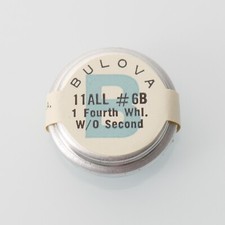 BULOVA
B
11ALL #6B
1 Fourth Whl.
W/O Second